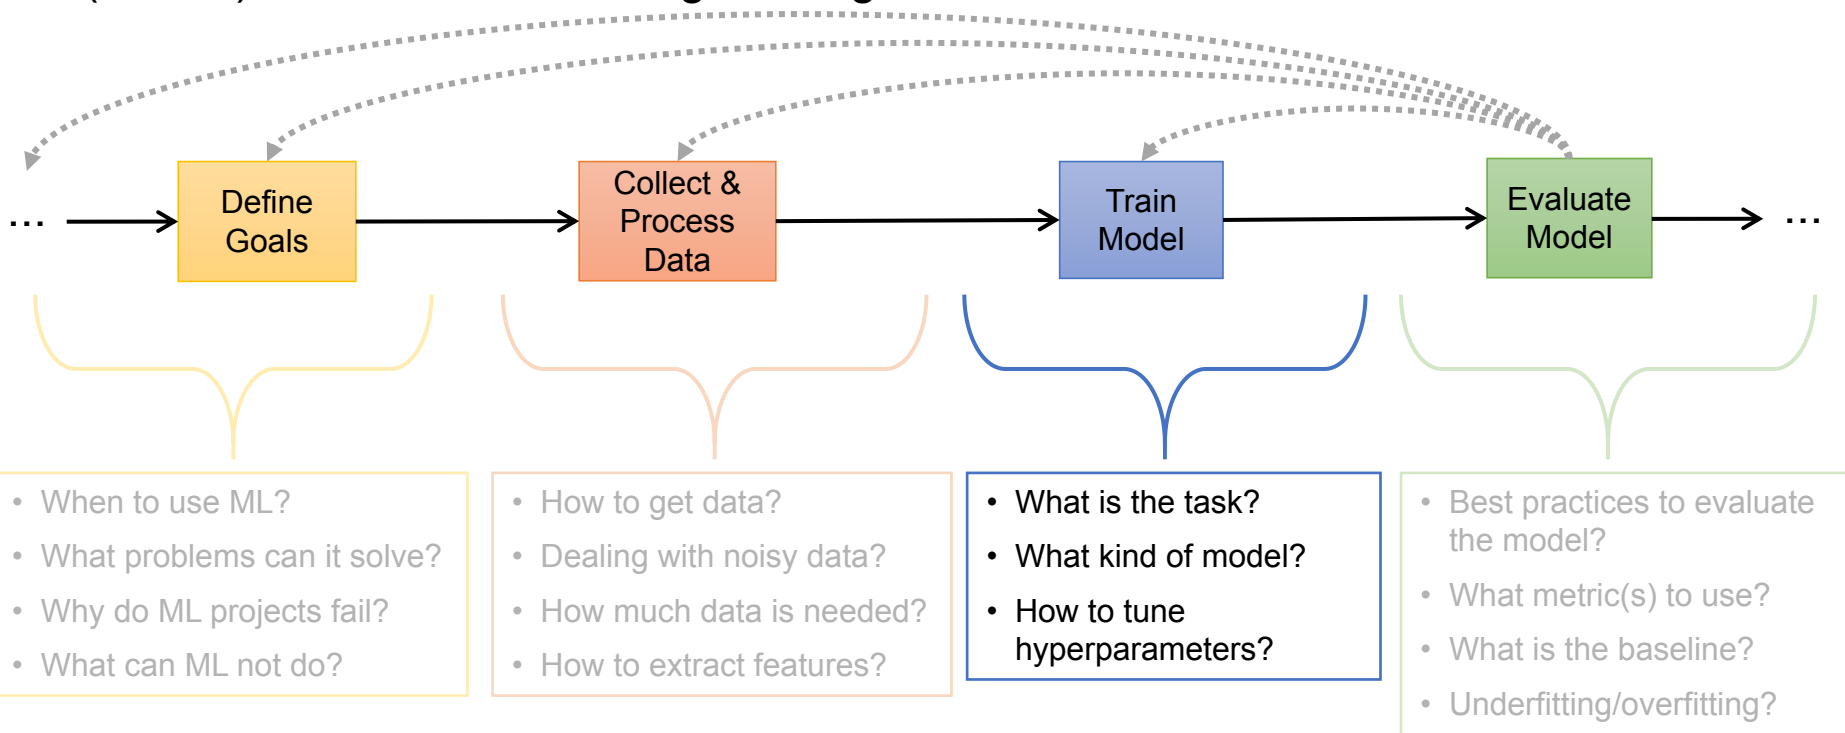 ...
Define
Goals
Collect &
Process
Data
Train
Model
Evaluate
Model
...
• When to use ML?
• What problems can it solve?
• Why do ML projects fail?
• What can ML not do?
• How to get data?
• Dealing with noisy data?
• How much data is needed?
• How to extract features?
• What is the task?
• What kind of model?
• How to tune
hyperparameters?
• Best practices to evaluate
the model?
• What metric(s) to use?
• What is the baseline?
• Underfitting/overfitting?